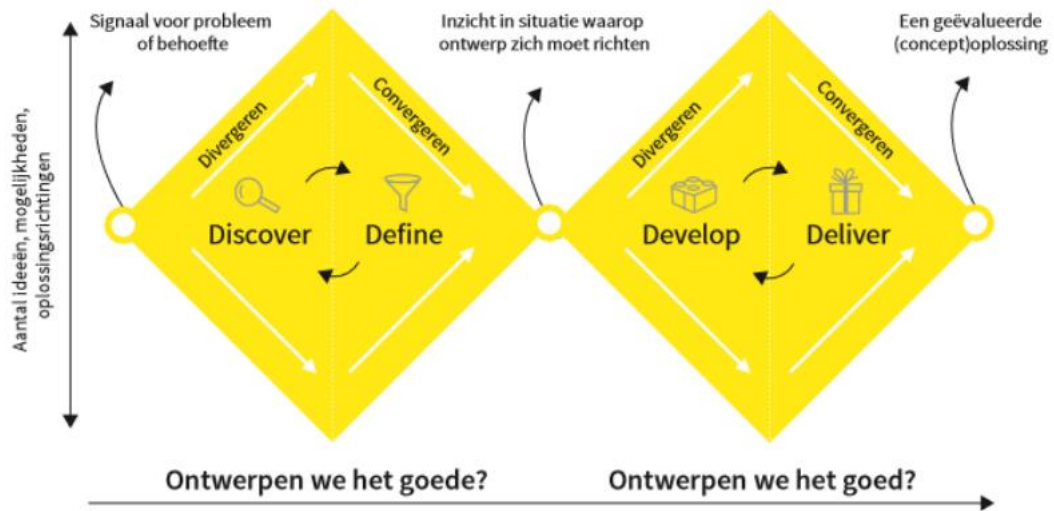 Signaal voor probleem
of behoefte
Inzicht in situatie waarop
ontwerp zich moet richten
Een geëvalueerde
(concept)oplossing
Aantal ideeën, mogelijkheden,
oplossingsrichtingen
Divergeren
Convergeren
Divergeren
Convergeren
Discover
Define
Develop
Deliver
Ontwerpen we het goede?
Ontwerpen we het goed?